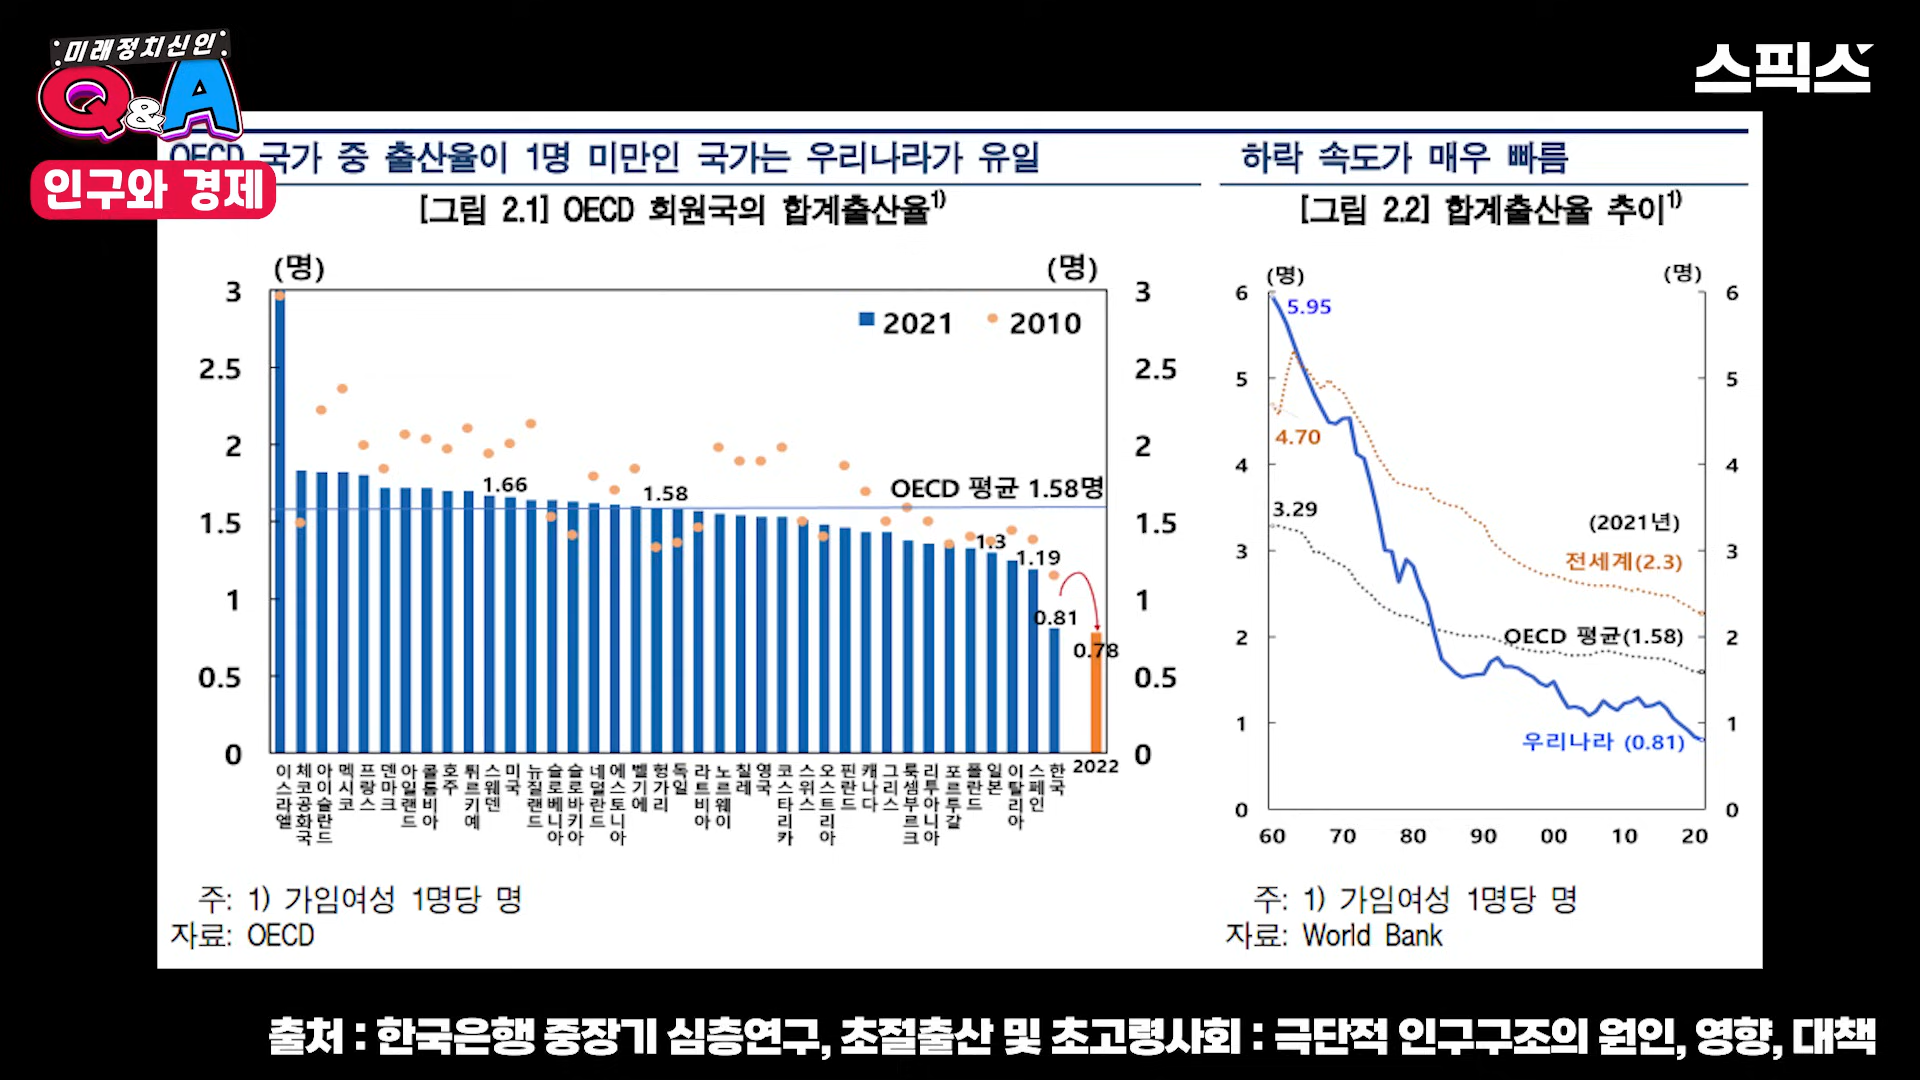 미래정치신인
Q&A
인구와 경제
스픽스
OECD 국가 중 출산율이 1명 미만인 국가는 우리나라가 유일
[그림 2.1] OECD 회원국의 합계출산율1)
(명)
(명)
3
2.5
2
1.5
1
0.5
0
3
2.5
2
1.5
1
0.5
0
2021
2010
OECD 평균 1.58명
1.66
1.58
1.3
1.19
0.81
0.78
이스라엘
체코공화국
아이슬란드
멕시코
프랑스
덴마크
아일랜드
콜롬비아
호주
튀르키예
스웨덴
미국
뉴질랜드
슬로베니아
슬로바키아
네덜란드
에스토니아
벨기에
헝가리
독일
라트비아
노르웨이
칠레
영국
코스타리카
스위스
오스트리아
핀란드
캐나다
그리스
룩셈부르크
리투아니아
포르투갈
폴란드
일본
이탈리아
스페인
한국
2022
주: 1) 가임여성 1명당 명
자료: OECD
하락 속도가 매우 빠름
[그림 2.2] 합계출산율 추이1)
(명)
(명)
6
5
4
3
2
1
0
6
5
4
3
2
1
0
5.95
4.70
3.29
(2021년)
전세계(2.3)
OECD 평균(1.58)
우리나라 (0.81)
60
70
80
90
00
10
20
주: 1) 가임여성 1명당 명
자료: World Bank
출처 : 한국은행 중장기 심층연구, 초절출산 및 초고령사회 : 극단적 인구구조의 원인, 영향, 대책